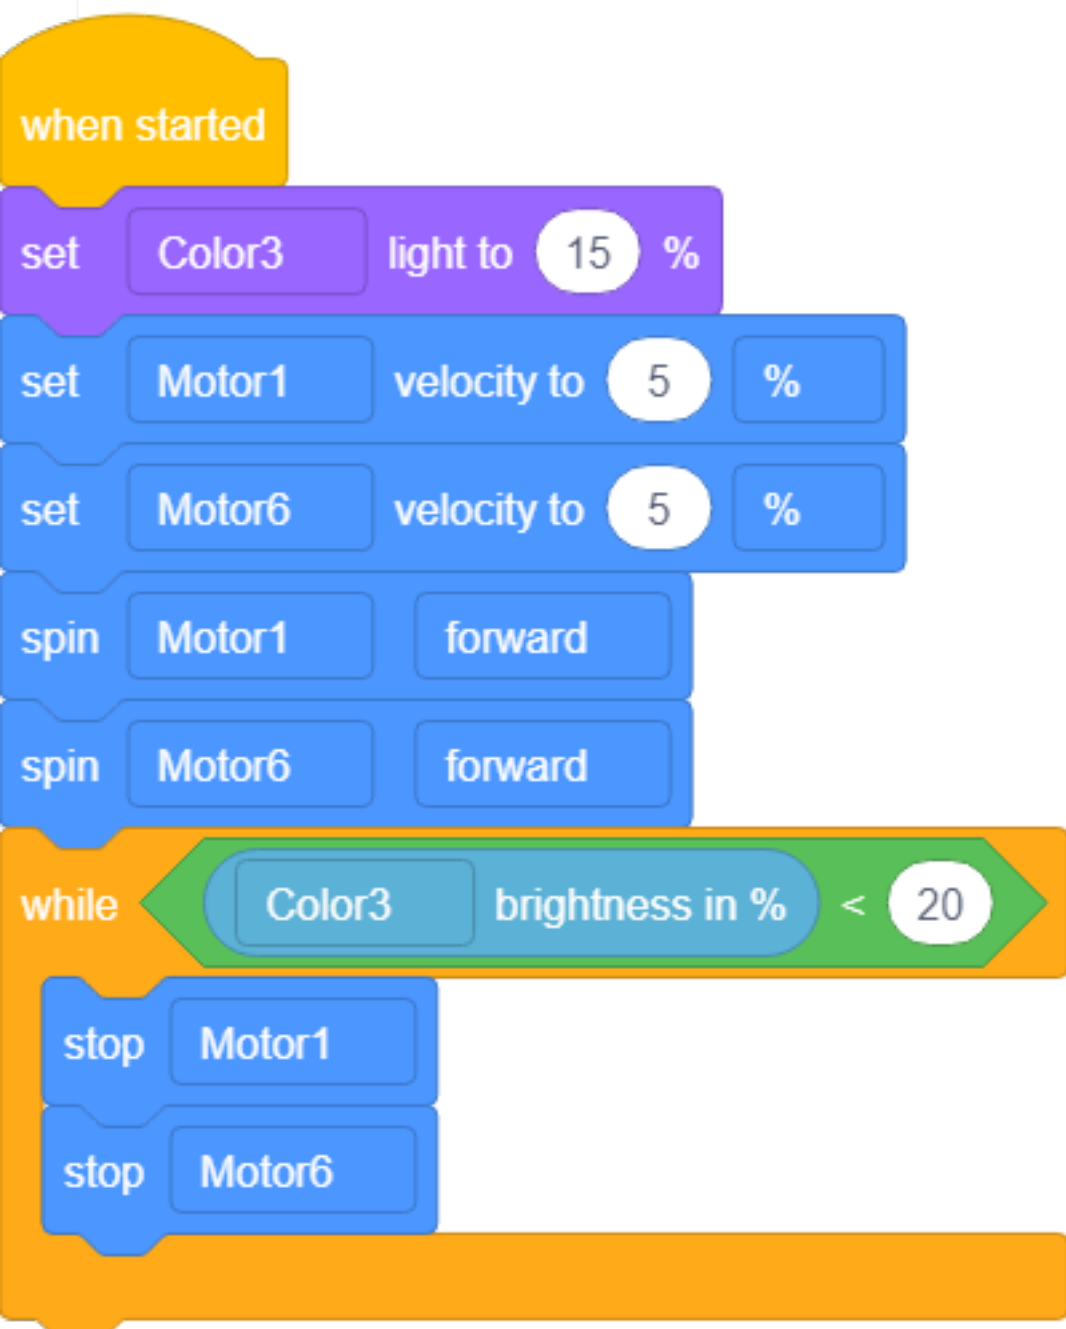 when started
set Color3 light to 15 %
set Motor1 velocity to 5 %
set Motor6 velocity to 5 %
spin Motor1 forward
spin Motor6 forward
while Color3 brightness in % < 20
stop Motor1
stop Motor6